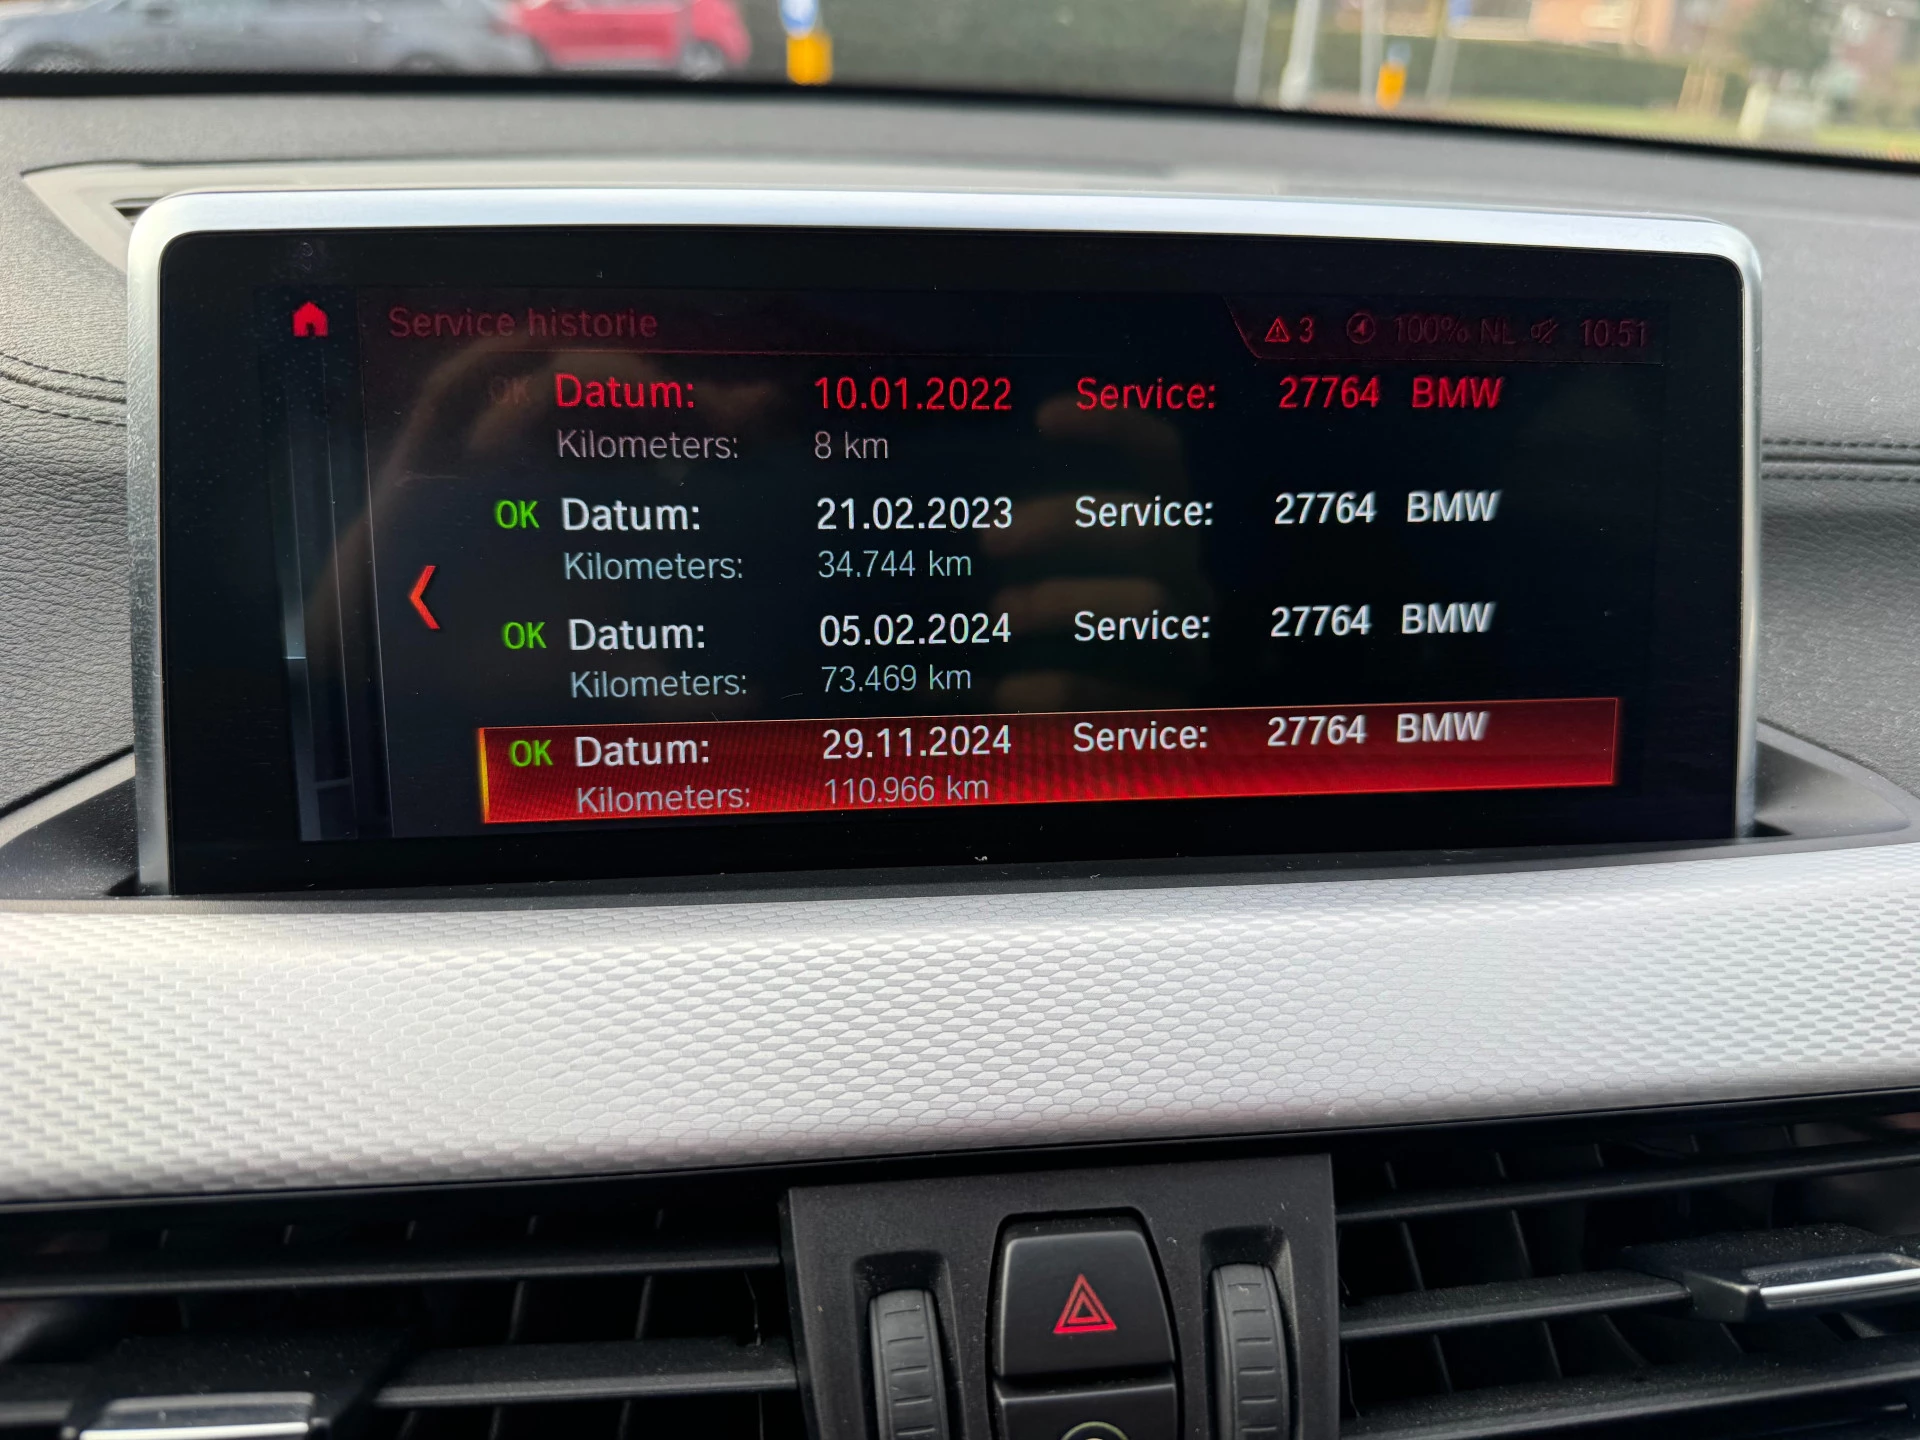 Service historie 3 100% NL 10:51
OK Datum: 10.01.2022 Service: 27764 BMW
Kilometers: 8 km
OK Datum: 21.02.2023 Service: 27764 BMW
Kilometers: 34.744 km
OK Datum: 05.02.2024 Service: 27764 BMW
Kilometers: 73.469 km
OK Datum: 29.11.2024 Service: 27764 BMW
Kilometers: 110.966 km